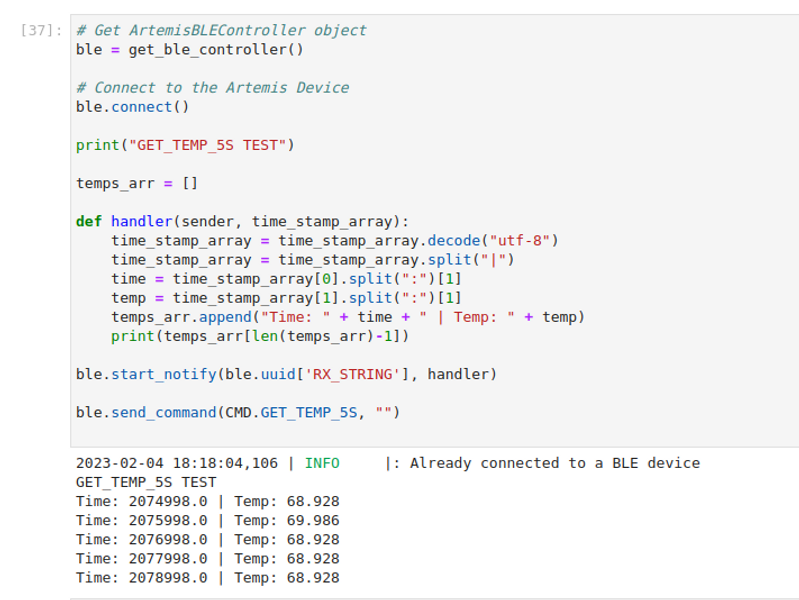 [37]: # Get ArtemisBLEController object
ble = get_ble_controller()
# Connect to the Artemis Device
ble.connect()
print("GET_TEMP_5S TEST")
temps_arr = []
def handler(sender, time_stamp_array):
    time_stamp_array = time_stamp_array.decode("utf-8")
    time_stamp_array = time_stamp_array.split("|")
    time = time_stamp_array[0].split(":")[1]
    temp = time_stamp_array[1].split(":")[1]
    temps_arr.append("Time: " + time + " | Temp: " + temp)
    print(temps_arr[len(temps_arr)-1])
ble.start_notify(ble.uuid['RX_STRING'], handler)
ble.send_command(CMD.GET_TEMP_5S, "")
2023-02-04 18:18:04,106 | INFO     |: Already connected to a BLE device
GET_TEMP_5S TEST
Time: 2074998.0 | Temp: 68.928
Time: 2075998.0 | Temp: 69.986
Time: 2076998.0 | Temp: 68.928
Time: 2077998.0 | Temp: 68.928
Time: 2078998.0 | Temp: 68.928